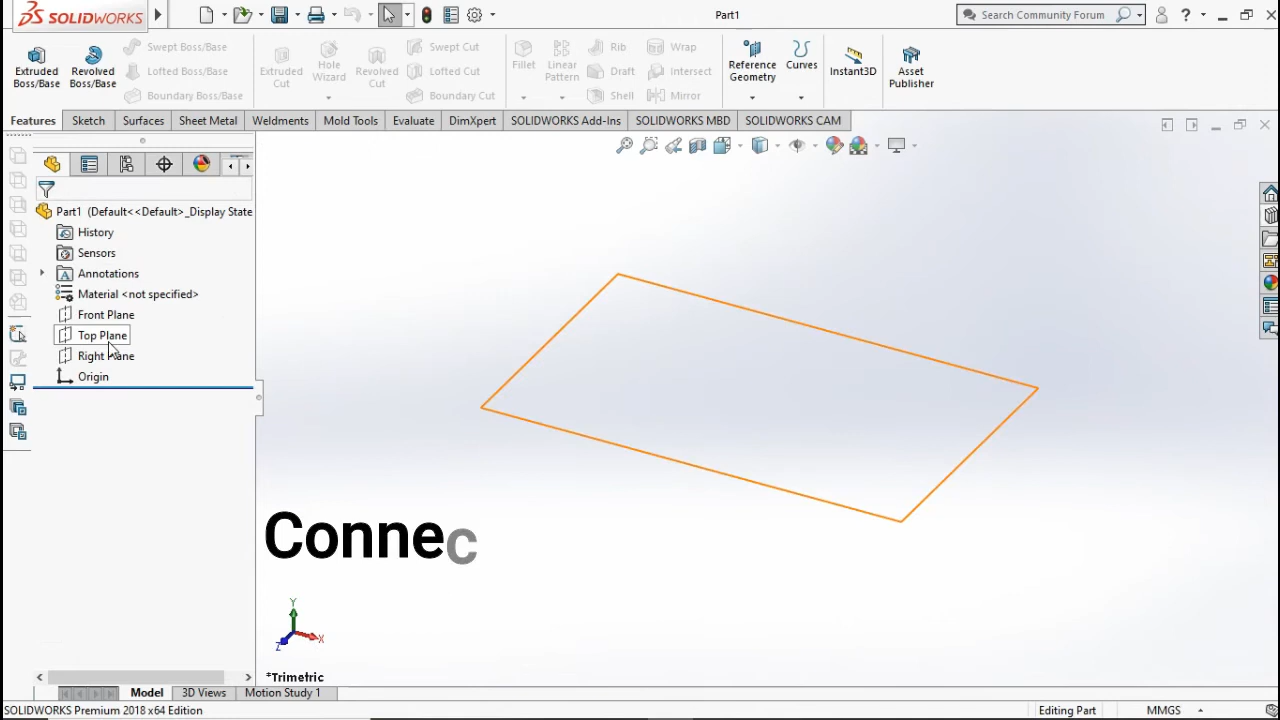 SOLIDWORKS
Part1
Search Community Forum
Extruded Boss/Base
Revolved Boss/Base
Swept Boss/Base
Lofted Boss/Base
Boundary Boss/Base
Extruded Cut
Hole Wizard
Revolved Cut
Swept Cut
Lofted Cut
Boundary Cut
Fillet
Linear Pattern
Rib
Draft
Shell
Wrap
Intersect
Mirror
Reference Geometry
Curves
Instant3D
Asset Publisher
Features
Sketch
Surfaces
Sheet Metal
Weldments
Mold Tools
Evaluate
DimXpert
SOLIDWORKS Add-Ins
SOLIDWORKS MBD
SOLIDWORKS CAM
Part1 (Default<<Default>_Display State
History
Sensors
Annotations
Material <not specified>
Front Plane
Top Plane
Right Plane
Origin
Connec
Y
X
Z
*Trimetric
Model
3D Views
Motion Study 1
SOLIDWORKS Premium 2018 x64 Edition
Editing Part
MMGS